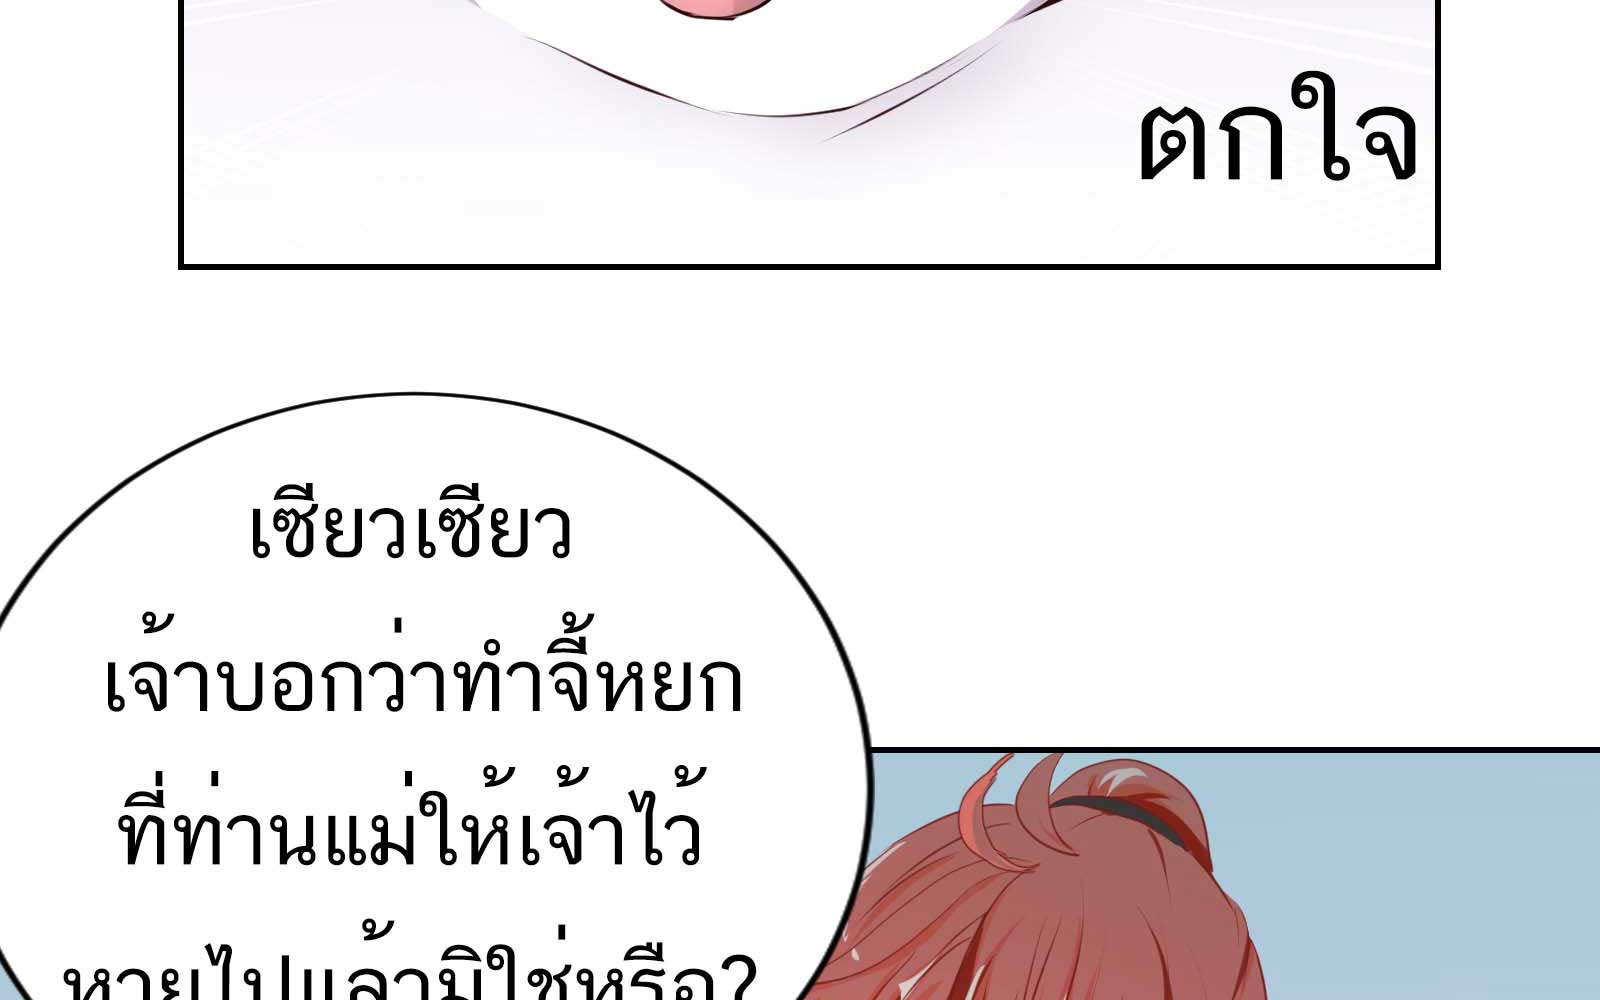 ตกใจ
เซียวเซียว
เจ้าบอกว่าทำจี้หยก
ที่ท่านแม่ให้เจ้าไว้
หายไปแล้วมิใช่หรือ?